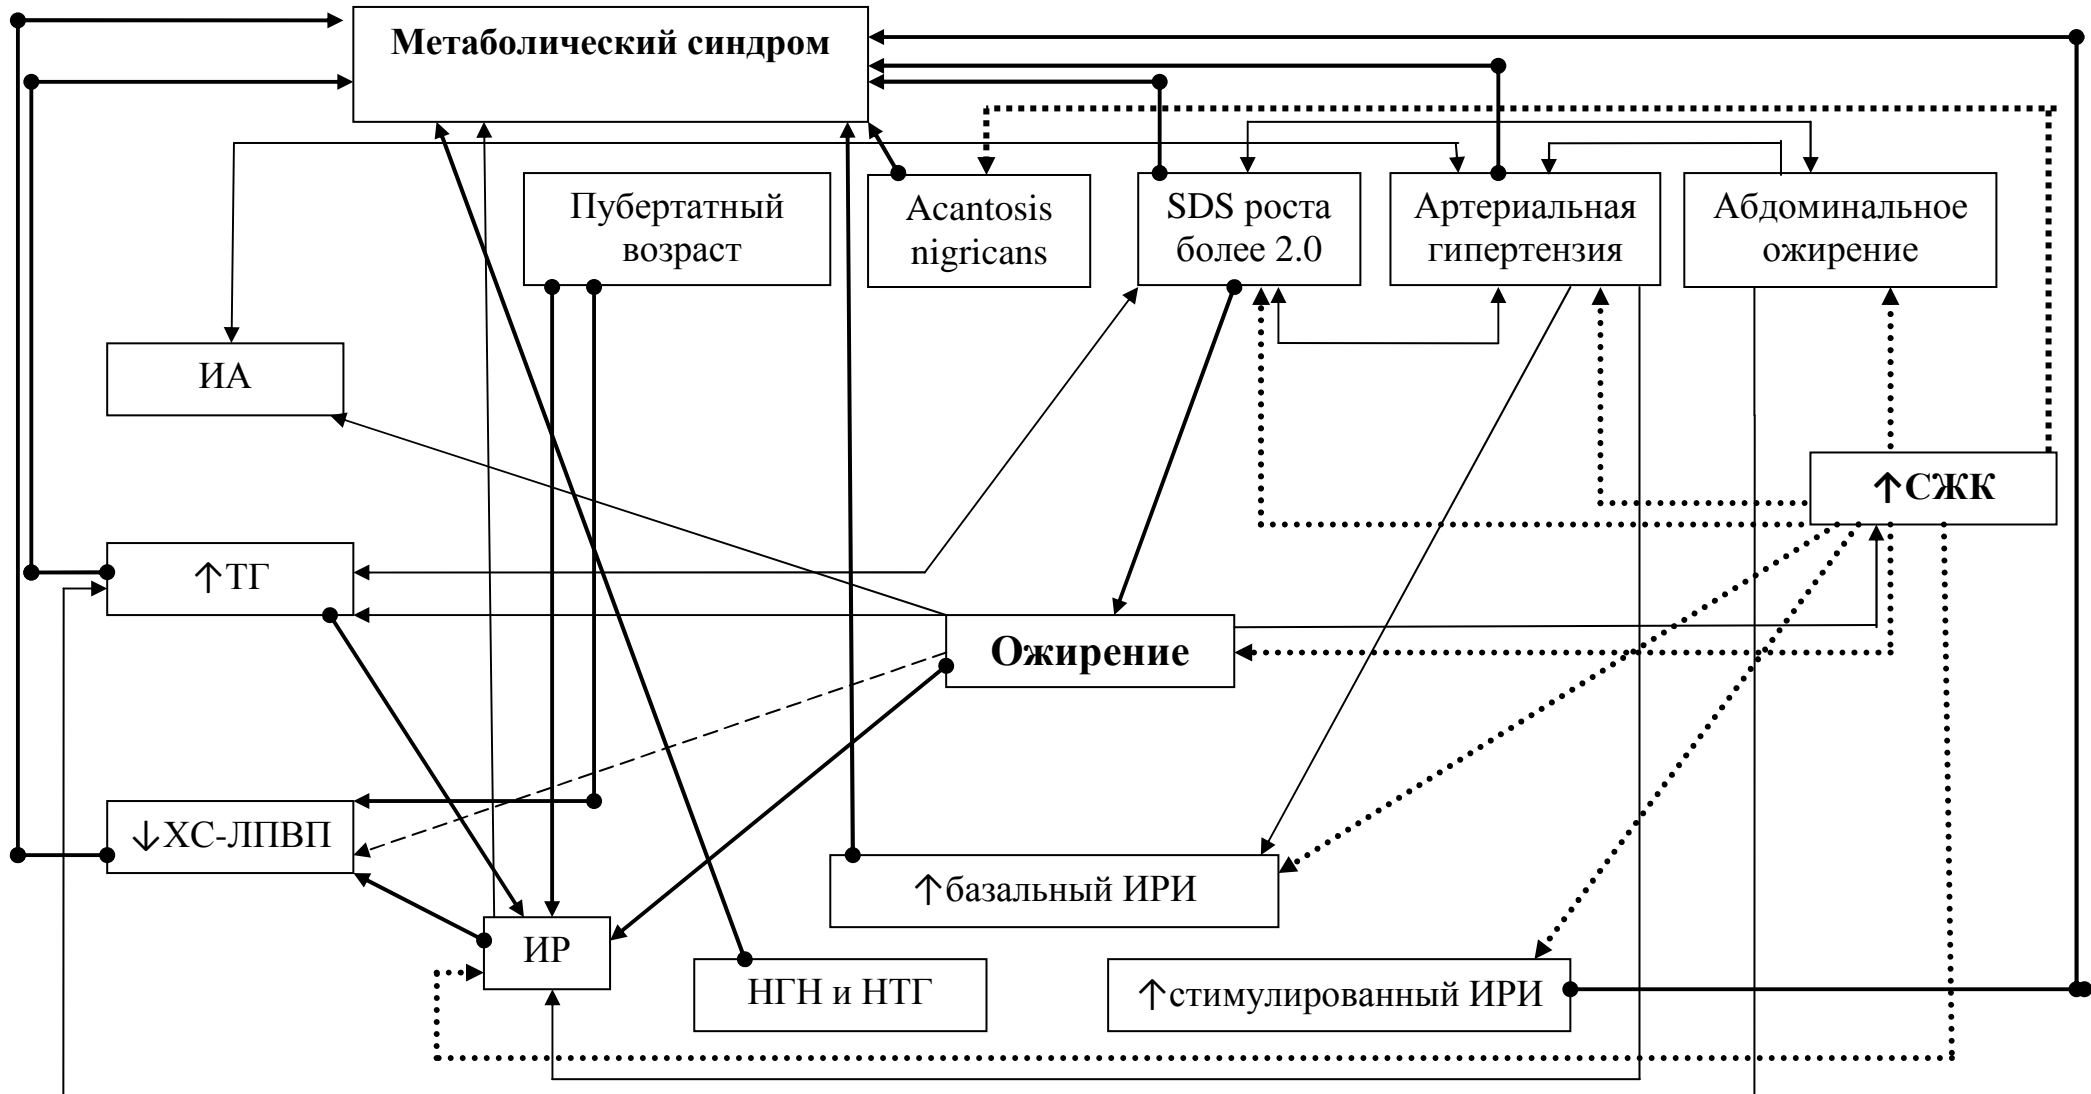 Метаболический синдром
Пубертатный
возраст
Acantosis
nigricans
SDS роста
более 2.0
Артериальная
гипертензия
Абдоминальное
ожирение
ИА
↑СЖК
↑ТГ
Ожирение
↓ХС-ЛПВП
↑базальный ИРИ
ИР
НГН и НТГ
↑стимулированный ИРИ